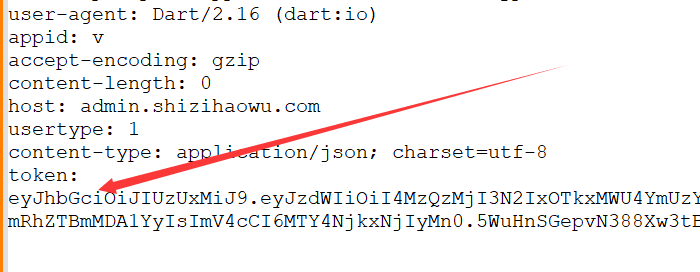 user-agent: Dart/2.16 (dart:io)
appid: v
accept-encoding: gzip
content-length: 0
host: admin.shizihaowu.com
usertype: 1
content-type: application/json; charset=utf-8
token:
eyJhbGciOiJIUzUxMiJ9.eyJzdWIiOiI4MzQzMjI3N2IxOTkxMWU4YmUzY
mRhZTBmMDA1YyIsImV4cCI6MTY4NjkxNjIyMn0.5WuHnSGepvN388Xw3tE